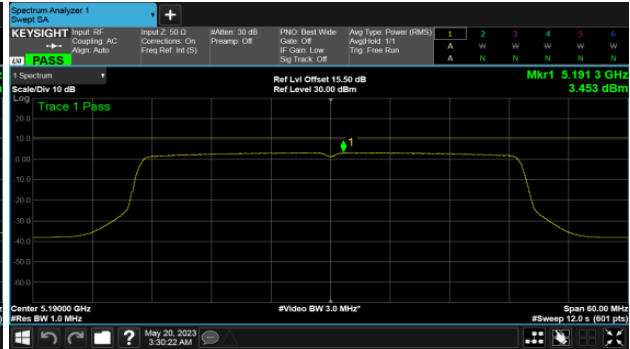 Spectrum Analyzer 1
Swept SA
+
KEYSIGHT
Input: RF
Coupling: AC
Align: Auto
Input Z: 50 Ω
Corrections: On
Freq Ref: Int (S)
#Atten: 30 dB
Preamp: Off
PNO: Best Wide
Gate: Off
IF Gain: Low
Sig Track: Off
Avg Type: Power (RMS)
Avg|Hold: 1/1
Trig: Free Run
1 2 3 4 5 6
A W W W W W
A N N N N N
LXI PASS
1 Spectrum
Scale/Div 10 dB
Ref Lvl Offset 15.50 dB
Ref Level 30.00 dBm
Mkr1 5.191 3 GHz
3.453 dBm
Log
Trace 1 Pass
20.0
10.0
1
0.00
-10.0
-20.0
-30.0
-40.0
-50.0
-60.0
Center 5.19000 GHz
#Res BW 1.0 MHz
#Video BW 3.0 MHz*
Span 60.00 MHz
#Sweep 12.0 s (601 pts)
?
May 20, 2023
3:30:22 AM